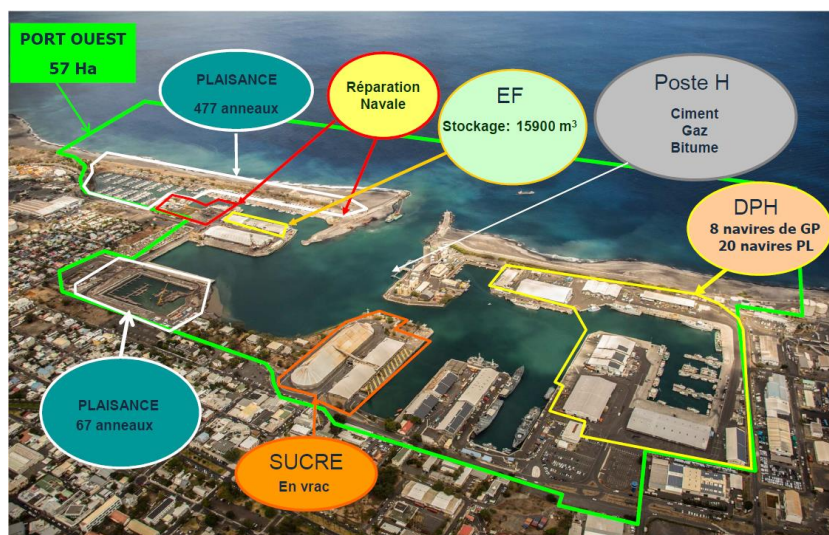 PORT OUEST
57 Ha
PLAISANCE
477 anneaux
Réparation
Navale
EF
Stockage: 15900 m³
Poste H
Ciment
Gaz
Bitume
DPH
8 navires de GP
20 navires PL
PLAISANCE
67 anneaux
SUCRE
En vrac